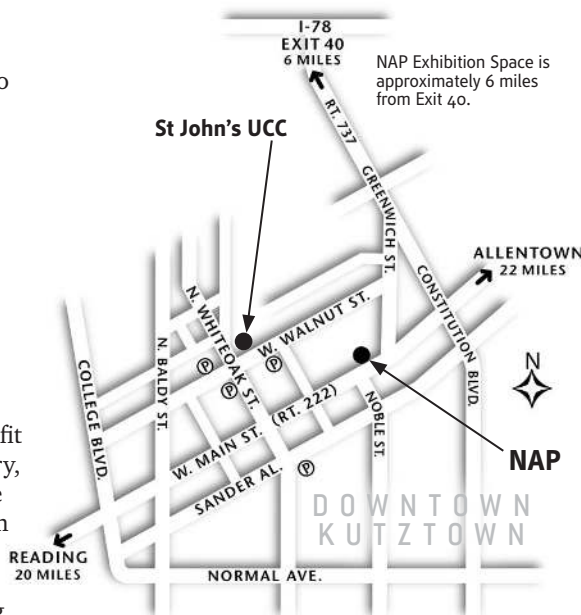 I-78
EXIT 40
6 MILES
NAP Exhibition Space is
approximately 6 miles
from Exit 40.
o
RT. 737
St John's UCC
GREENWICH ST.
ALLENTOWN
22 MILES
CONSTITUTION BLVD.
N. WHITEOAK ST.
W. WALNUT ST.
N. BALDY ST.
COLLEGE BLVD.
P
P
P
N
W. MAIN ST. (RT. 222)
NOBLE ST.
NAP
fit
ry,
e
n
SANDER AL.
P
DOWNTOWN
KUTZTOWN
READING
20 MILES
NORMAL AVE.
g